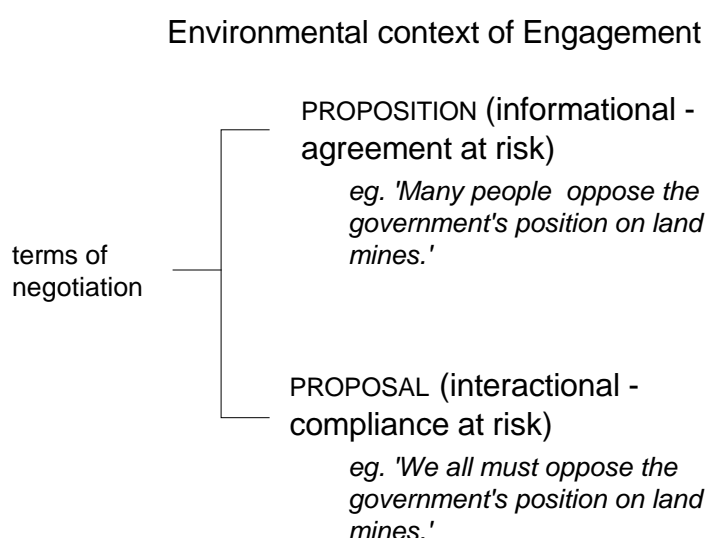 Environmental context of Engagement
PROPOSITION (informational -
agreement at risk)
eg. 'Many people  oppose the
government's position on land
mines.'
terms of
negotiation
PROPOSAL (interactional -
compliance at risk)
eg. 'We all must oppose the
government's position on land
mines.'